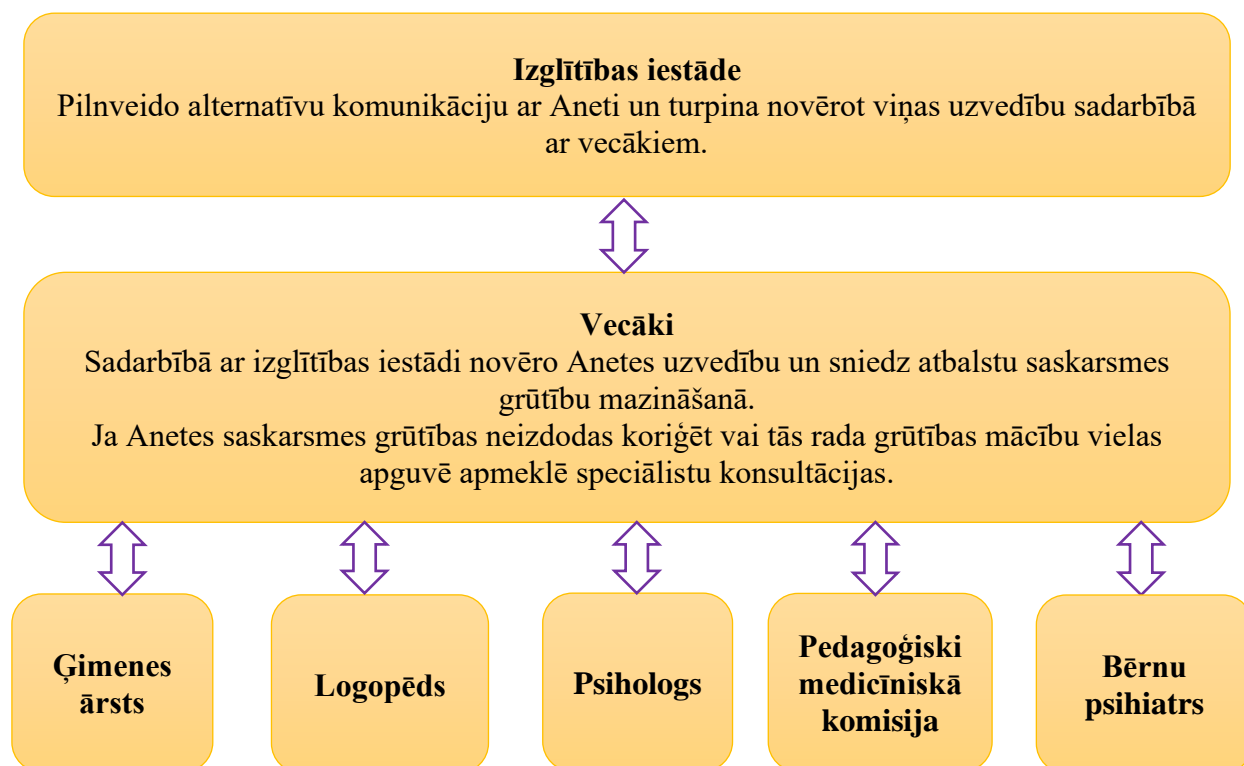 Izglītības iestāde
Pilnveido alternatīvu komunikāciju ar Aneti un turpina novērot viņas uzvedību sadarbībā
ar vecākiem.
Vecāki
Sadarbībā ar izglītības iestādi novēro Anetes uzvedību un sniedz atbalstu saskarsmes
grūtību mazināšanā.
Ja Anetes saskarsmes grūtības neizdodas koriģēt vai tās rada grūtības mācību vielas
apguvē apmeklē speciālistu konsultācijas.
Ģimenes
ārsts
Logopēds
Psihologs
Pedagoģiski
medicīniskā
komisija
Bērnu
psihiatrs